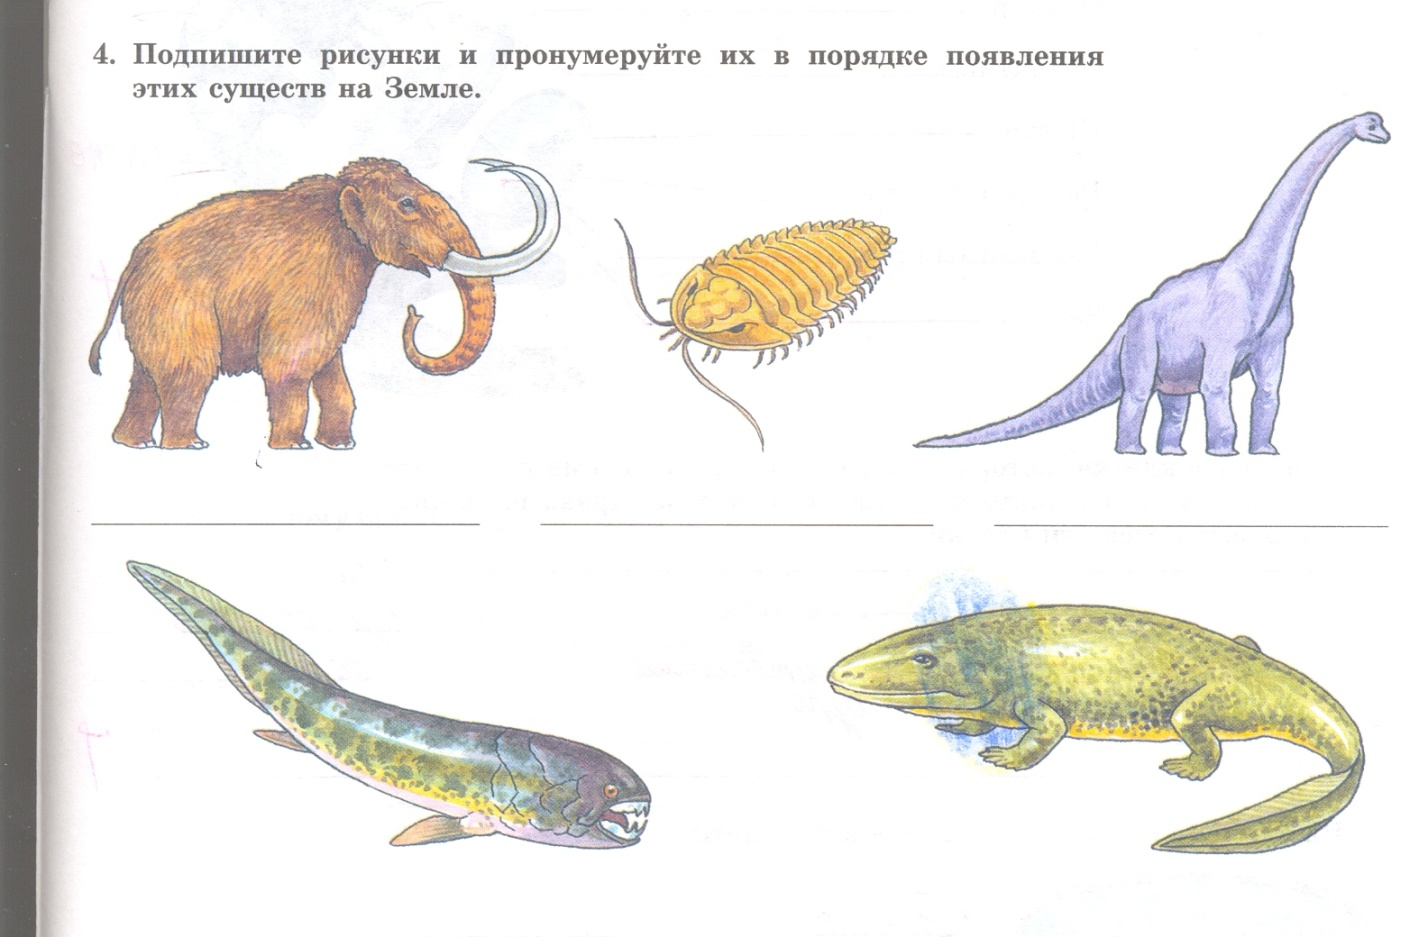 4. Подпишите рисунки и пронумеруйте их в порядке появления
этих существ на Земле.